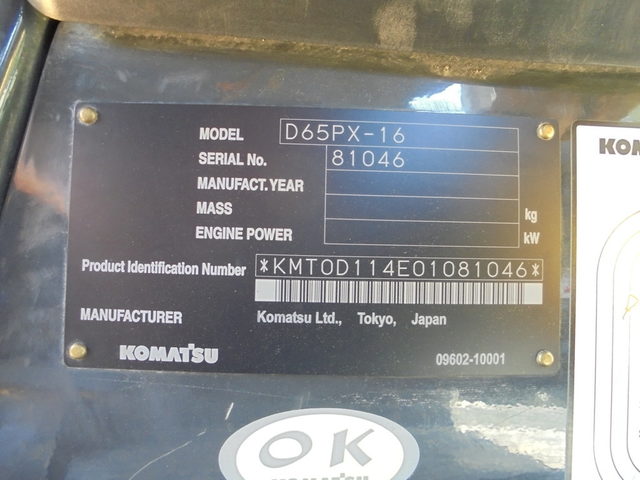 MODEL D65PX-16
SERIAL No. 81046
MANUFACT. YEAR
MASS kg
ENGINE POWER kW
Product Identification Number *KMT0D114E01081046*
MANUFACTURER Komatsu Ltd., Tokyo, Japan
KOMATSU 09602-10001
OK
KOMATSU